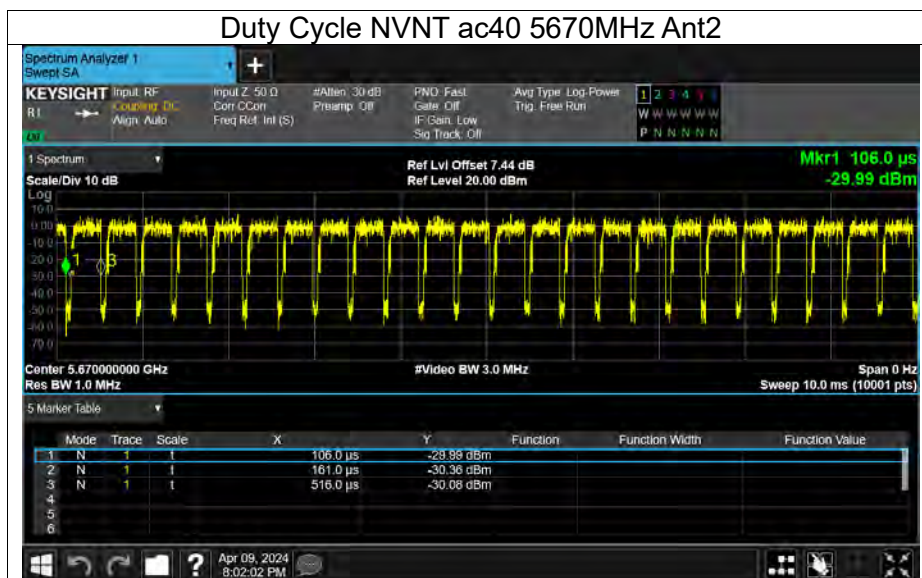 Duty Cycle NVNT ac40 5670MHz Ant2
Spectrum Analyzer 1
Swept SA
+
KEYSIGHT Input: RF Input Z: 50 Ω #Atten: 30 dB PNO: Fast Avg Type: Log-Power 1 2 3 4 5 6
R L Coupling: DC Corr CCorr Preamp: Off Gate: Off Trig: Free Run W W W W W W
Align: Auto Freq Ref: Int (S) IF Gain: Low P N N N N N
Sig Track: Off
1 Spectrum Ref Lvl Offset 7.44 dB Mkr1 106.0 µs
Scale/Div 10 dB Ref Level 20.00 dBm -29.99 dBm
Log
10.0
0.00
-10.0
-20.0
-30.0
-40.0
-50.0
-60.0
-70.0
1
3
Center 5.670000000 GHz #Video BW 3.0 MHz Span 0 Hz
Res BW 1.0 MHz Sweep 10.0 ms (10001 pts)
5 Marker Table
Mode Trace Scale X Y Function Function Width Function Value
1 N 1 t 106.0 µs -29.99 dBm
2 N 1 t 161.0 µs -30.36 dBm
3 N 1 t 516.0 µs -30.08 dBm
4
5
6
? Apr 09, 2024
8:02:02 PM